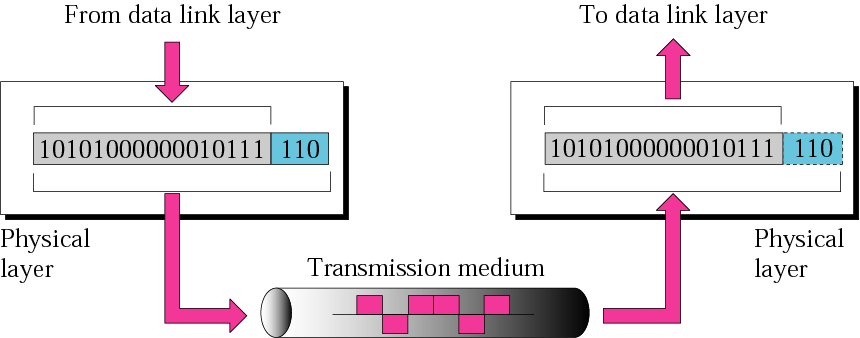 From data link layer
To data link layer
10101000000010111 110
10101000000010111 110
Physical
layer
Physical
layer
Transmission medium